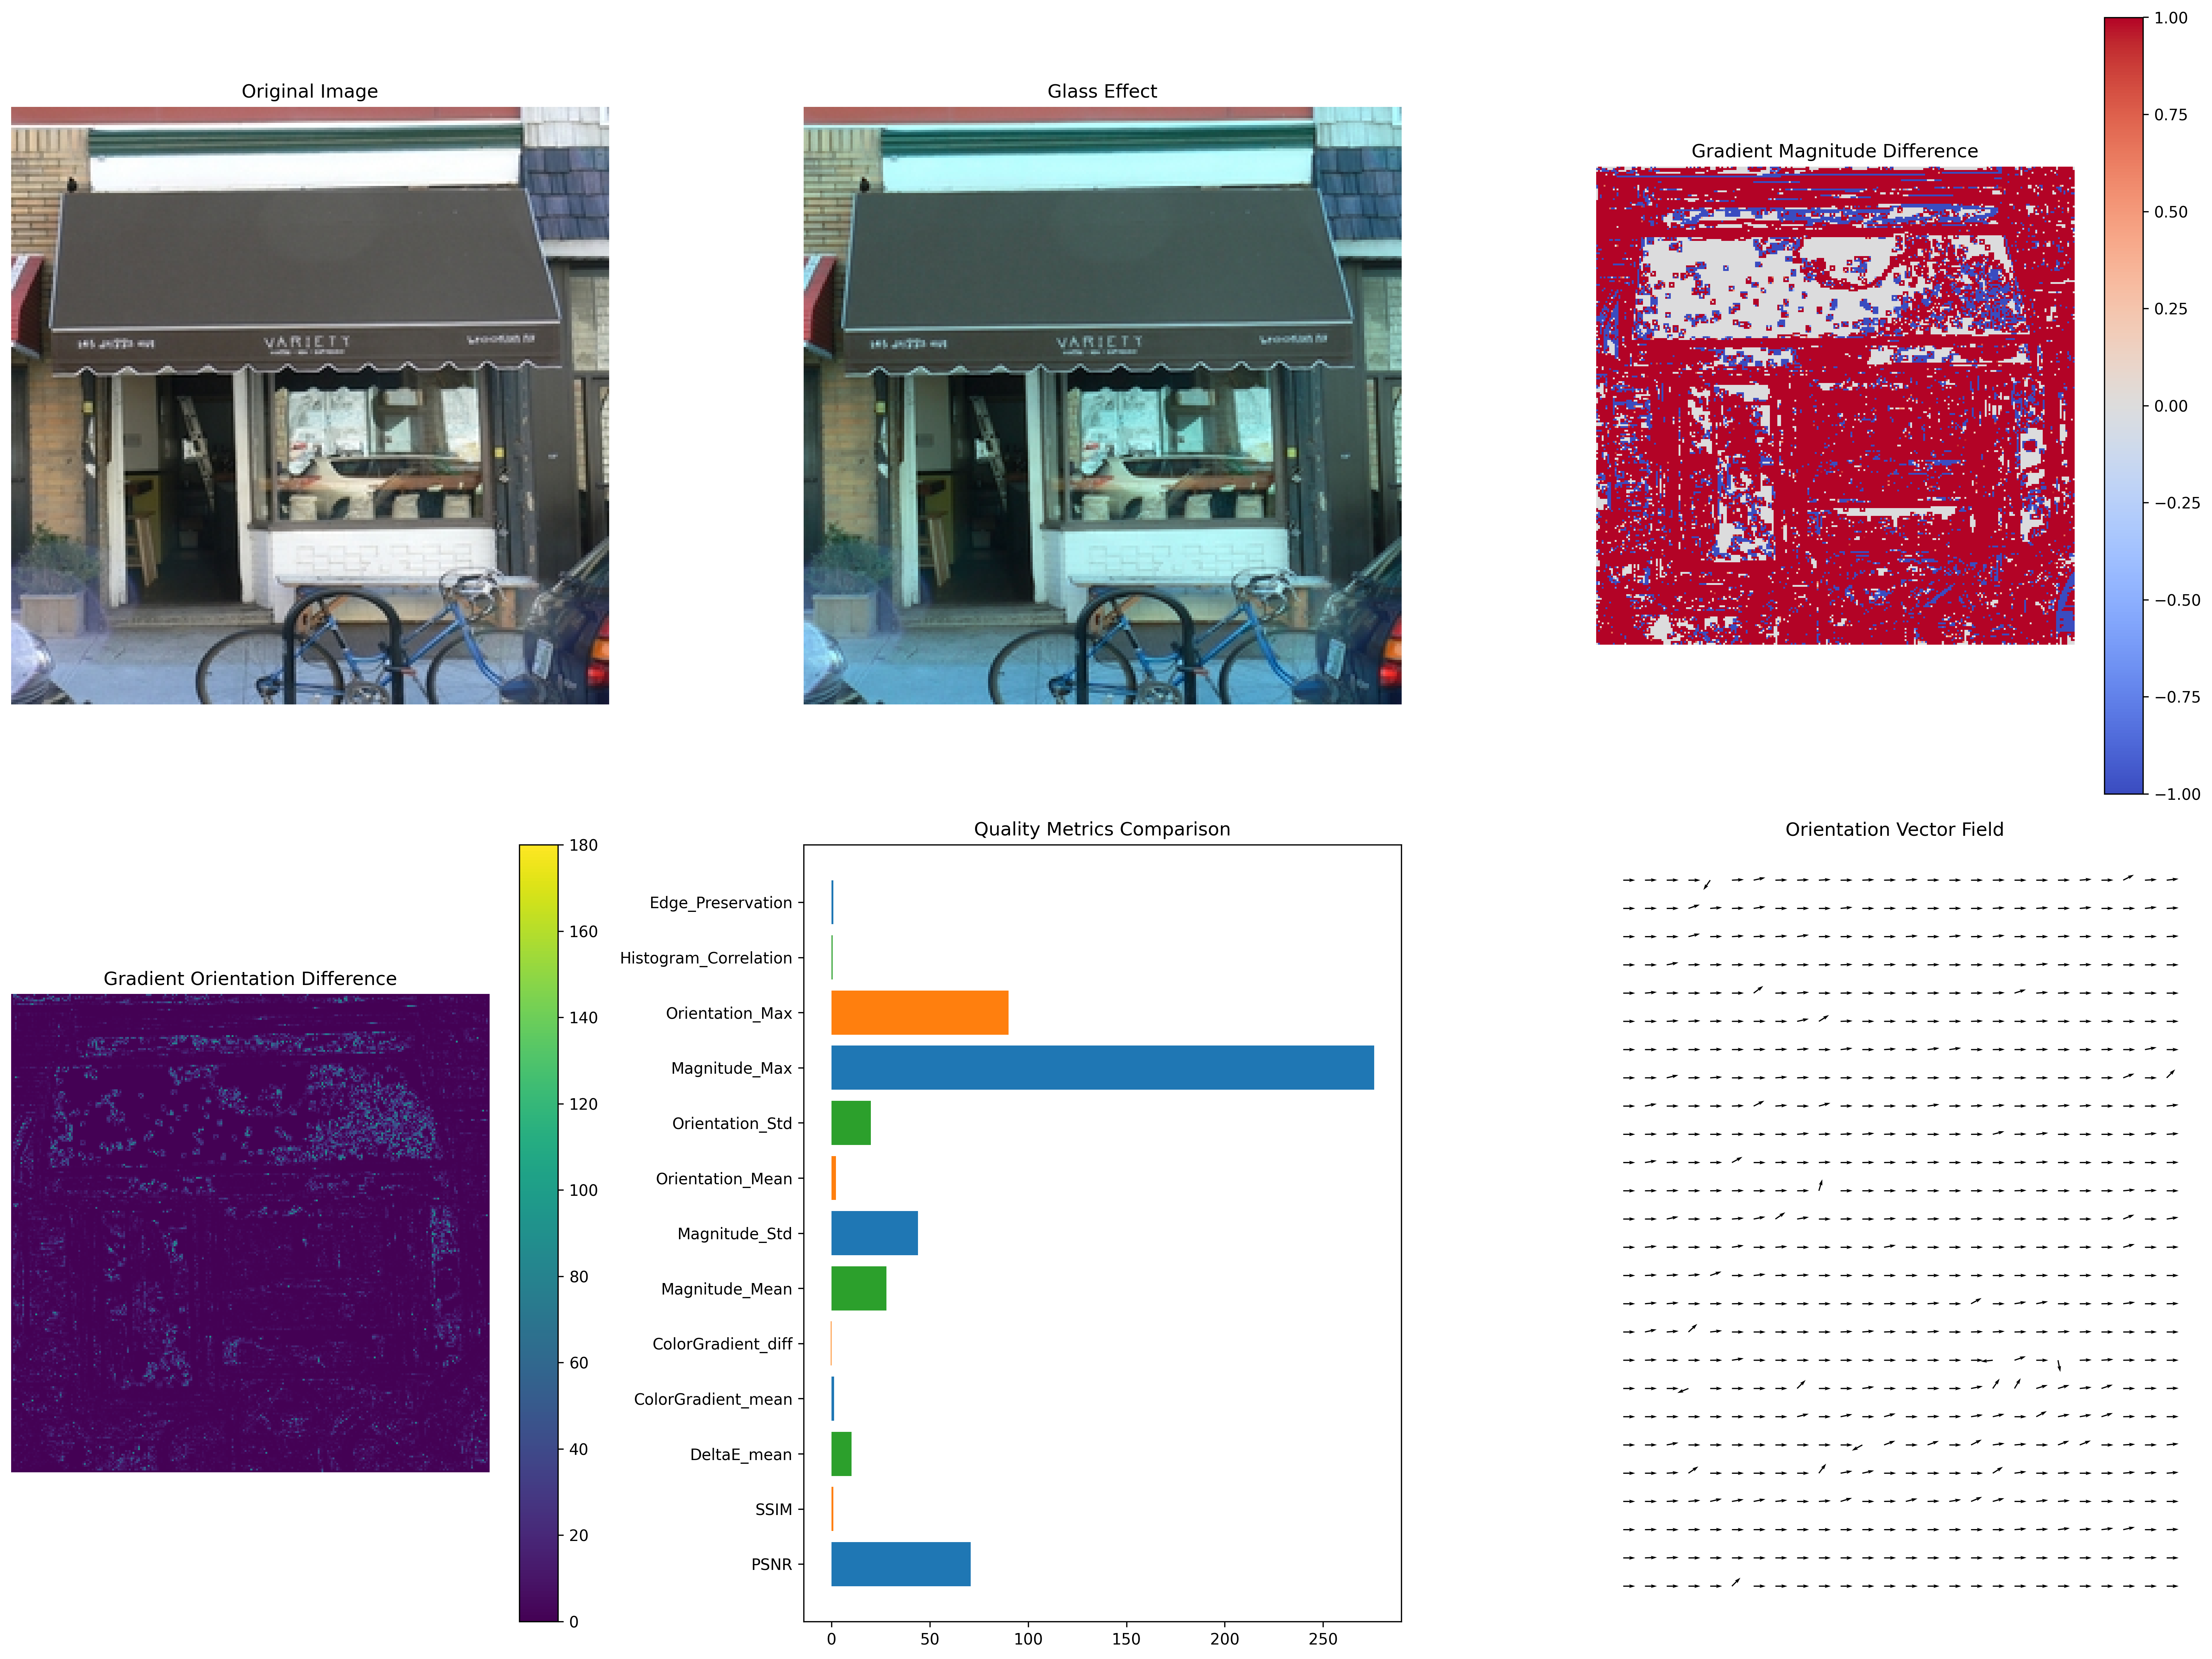 Original Image
Glass Effect
Gradient Magnitude Difference
1.00
0.75
0.50
0.25
0.00
−0.25
−0.50
−0.75
−1.00
VARIETY
VARIETY
Gradient Orientation Difference
180
160
140
120
100
80
60
40
20
0
Quality Metrics Comparison
Edge_Preservation
Histogram_Correlation
Orientation_Max
Magnitude_Max
Orientation_Std
Orientation_Mean
Magnitude_Std
Magnitude_Mean
ColorGradient_diff
ColorGradient_mean
DeltaE_mean
SSIM
PSNR
0 50 100 150 200 250
Orientation Vector Field